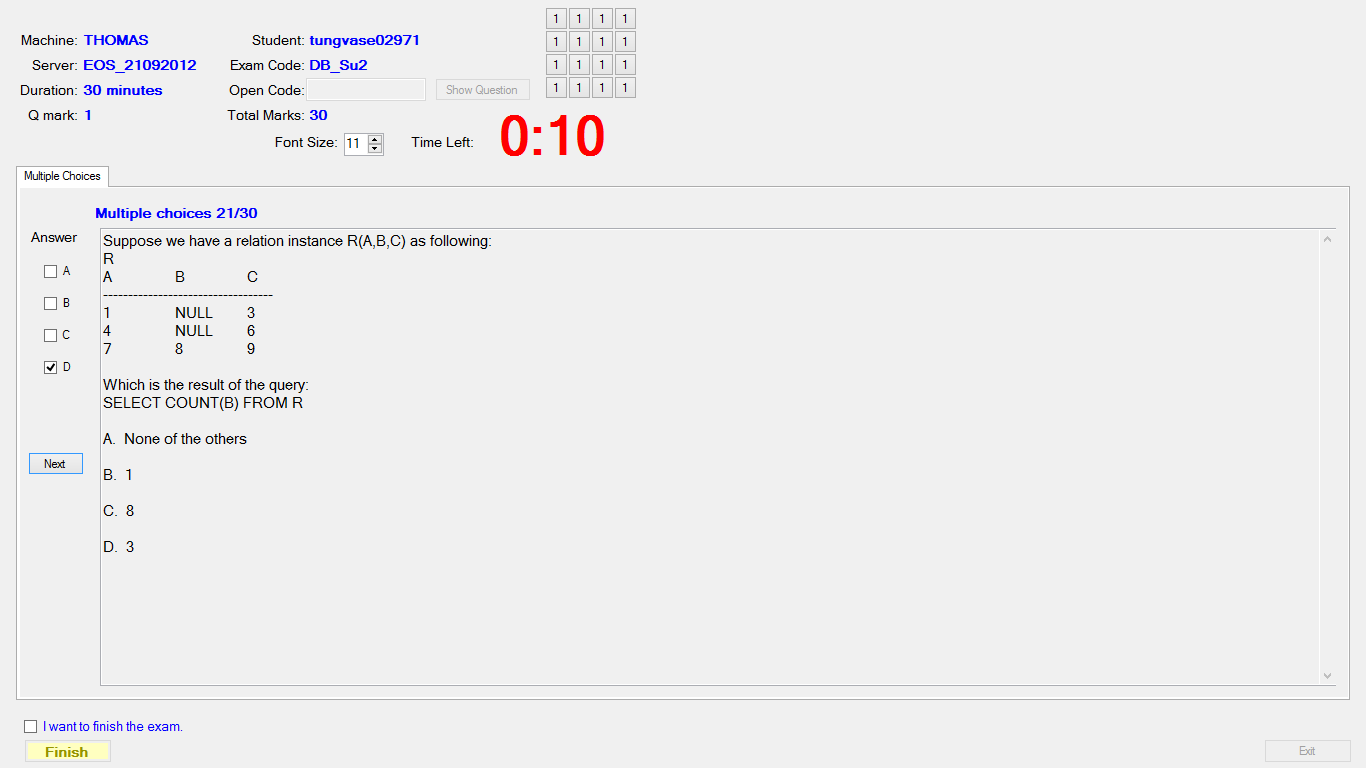 Machine: THOMAS
Student: tungvase02971
Server: EOS_21092012
Exam Code: DB_Su2
Duration: 30 minutes
Open Code:
Show Question
Q mark: 1
Total Marks: 30
1 1 1 1
1 1 1 1
1 1 1 1
1 1 1 1
Font Size: 11
Time Left: 0:10
Multiple Choices
Multiple choices 21/30
Answer
A
B
C
D
Next
Suppose we have a relation instance R(A,B,C) as following:
R
A B C
----------------------------------
1 NULL 3
4 NULL 6
7 8 9
Which is the result of the query:
SELECT COUNT(B) FROM R
A. None of the others
B. 1
C. 8
D. 3
I want to finish the exam.
Finish
Exit